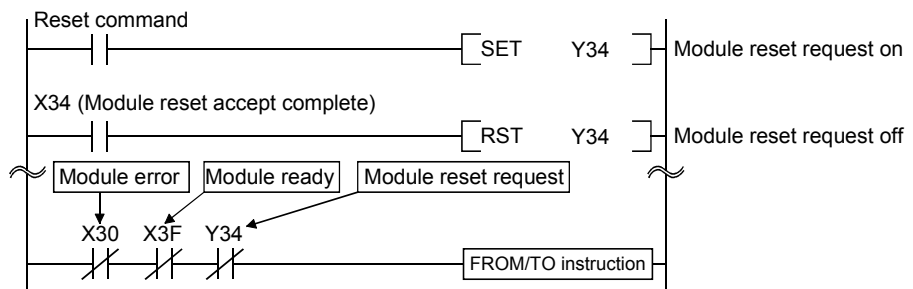 Reset command
SET Y34 Module reset request on
X34 (Module reset accept complete)
RST Y34 Module reset request off
Module error Module ready Module reset request
X30 X3F Y34
FROM/TO instruction